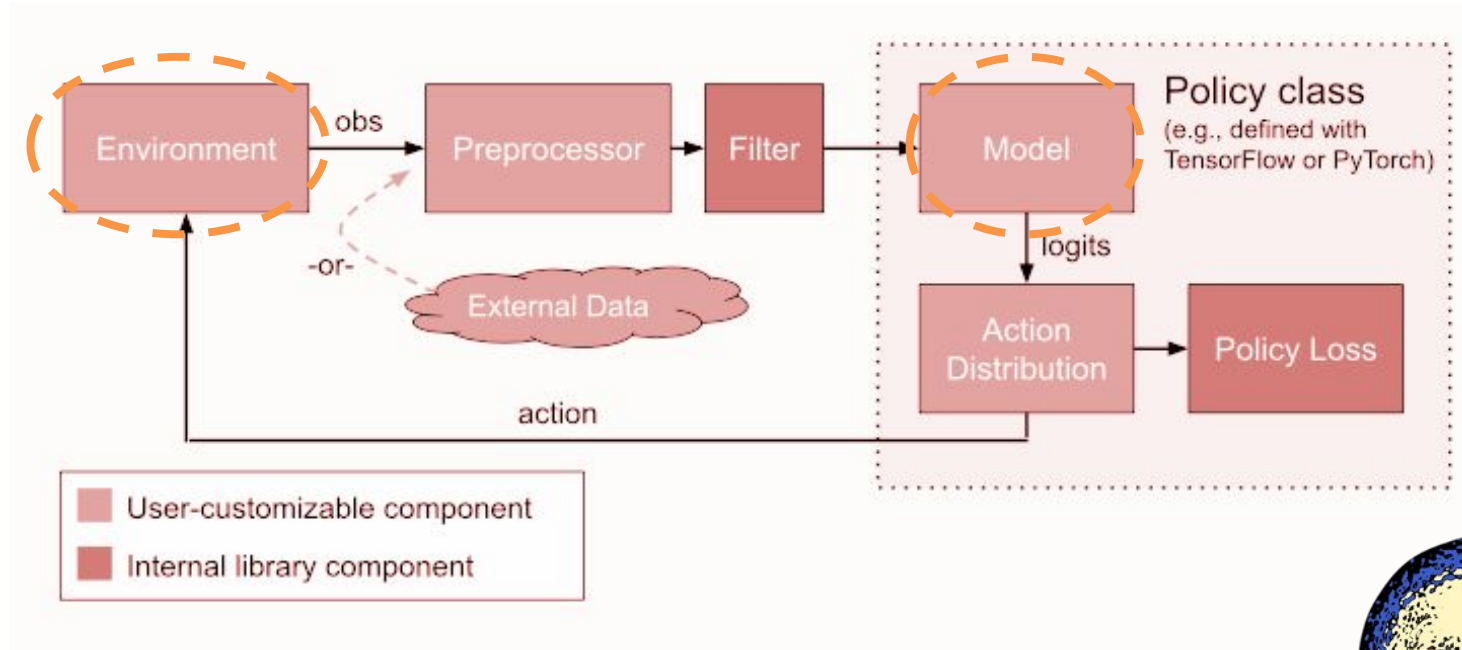 Environment
obs
Preprocessor
Filter
Model
Policy class
(e.g., defined with
TensorFlow or PyTorch)
logits
-or-
External Data
Action
Distribution
Policy Loss
action
User-customizable component
Internal library component